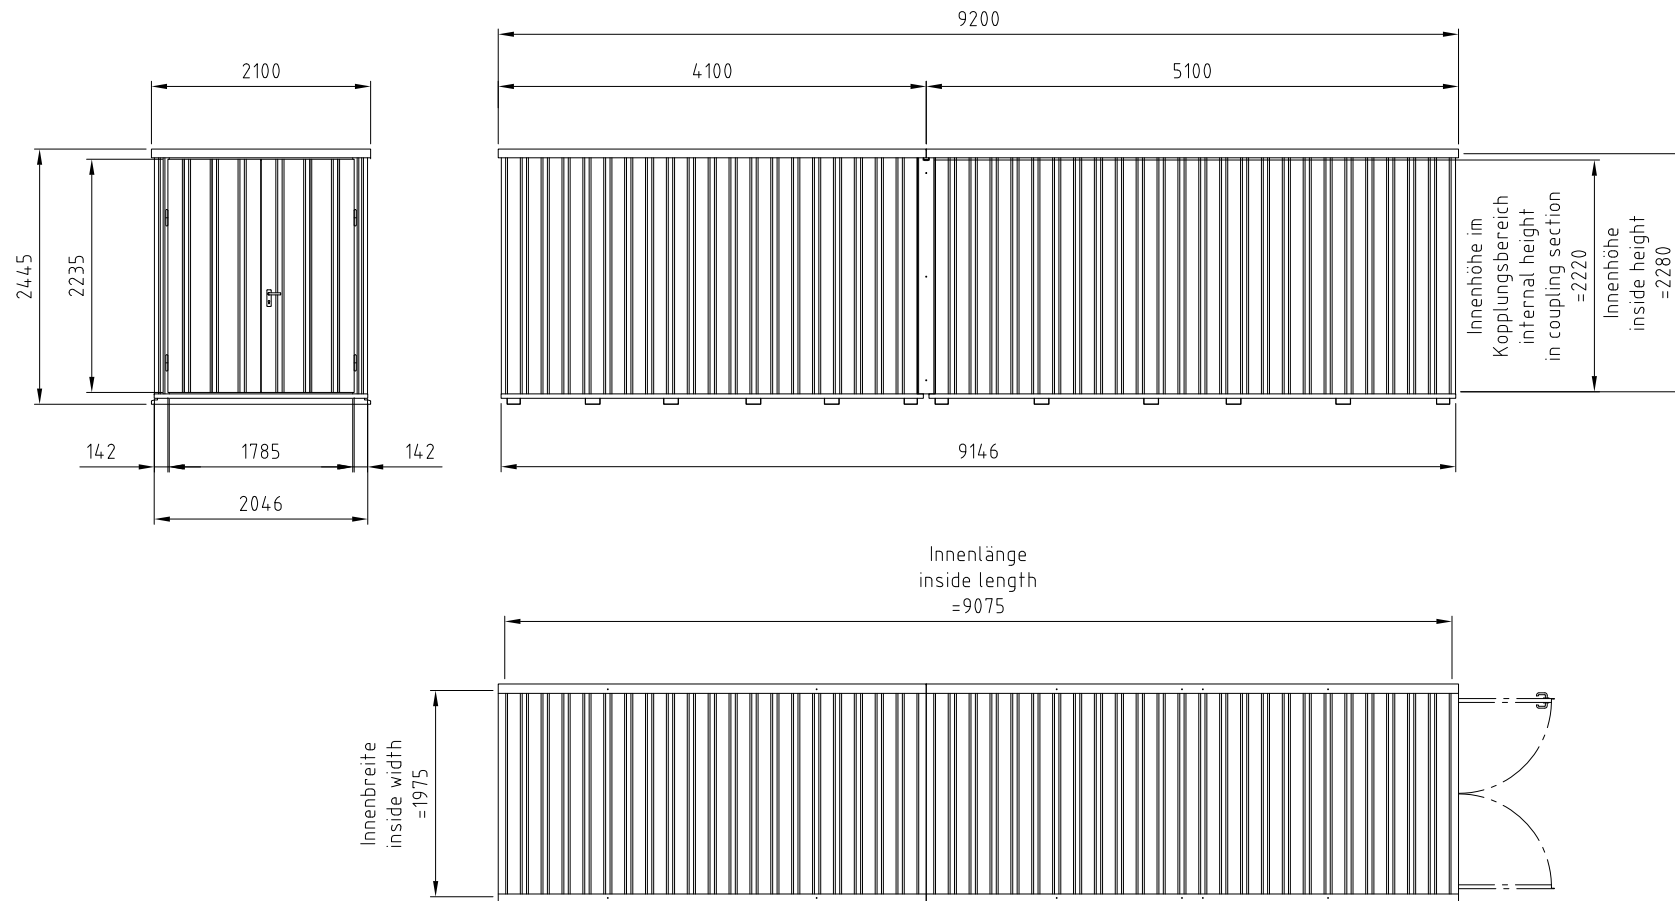 9200
2100
4100
5100
2445
2235
Innenhöhe im
Kopplungsbereich
internal height
in coupling section
=2220
Innenhöhe
inside height
=2280
142
1785
142
9146
2046
Innenlänge
inside length
=9075
Innenbreite
inside width
=1975